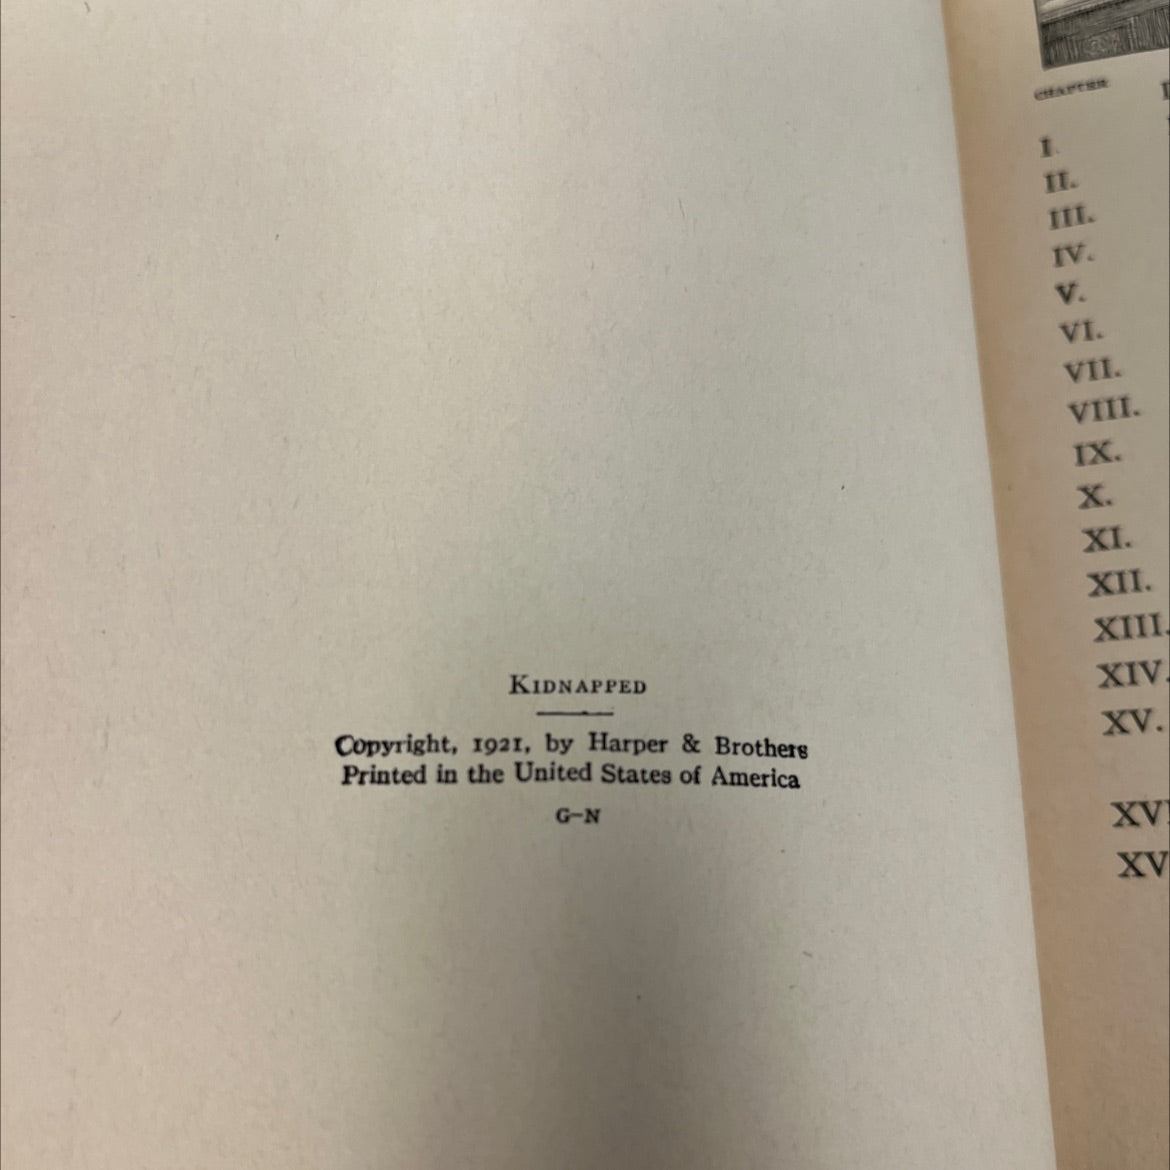 KIDNAPPED
Copyright, 1921, by Harper & Brothers
Printed in the United States of America
G-N
CHAPTER
I.
II.
III.
IV.
V.
VI.
VII.
VIII.
IX.
X.
XI.
XII.
XIII.
XIV.
XV.